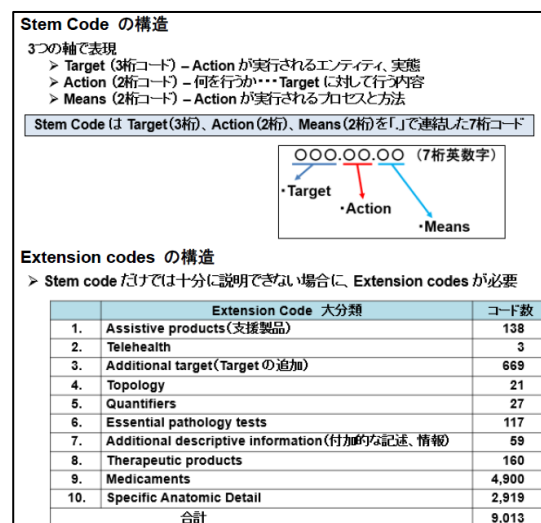 Stem Code の構造
3つの軸で表現
➢ Target (3桁コード) – Action が実行されるエンティティ、実態
➢ Action (2桁コード) – 何を行うか・・・Target に対して行う内容
➢ Means (2桁コード) – Action が実行されるプロセスと方法
Stem Code は Target(3桁)、Action(2桁)、Means(2桁)を「.」で連結した7桁コード
〇〇〇.〇〇.〇〇 (7桁英数字)
・Target
・Action
・Means
Extension codes の構造
➢ Stem code だけでは十分に説明できない場合に、Extension codes が必要
Extension Code 大分類 コード数
1. Assistive products(支援製品) 138
2. Telehealth 3
3. Additional target(Target の追加) 669
4. Topology 21
5. Quantifiers 27
6. Essential pathology tests 117
7. Additional descriptive information(付加的な記述、情報) 59
8. Therapeutic products 160
9. Medicaments 4,900
10. Specific Anatomic Detail 2,919
合計 9,013